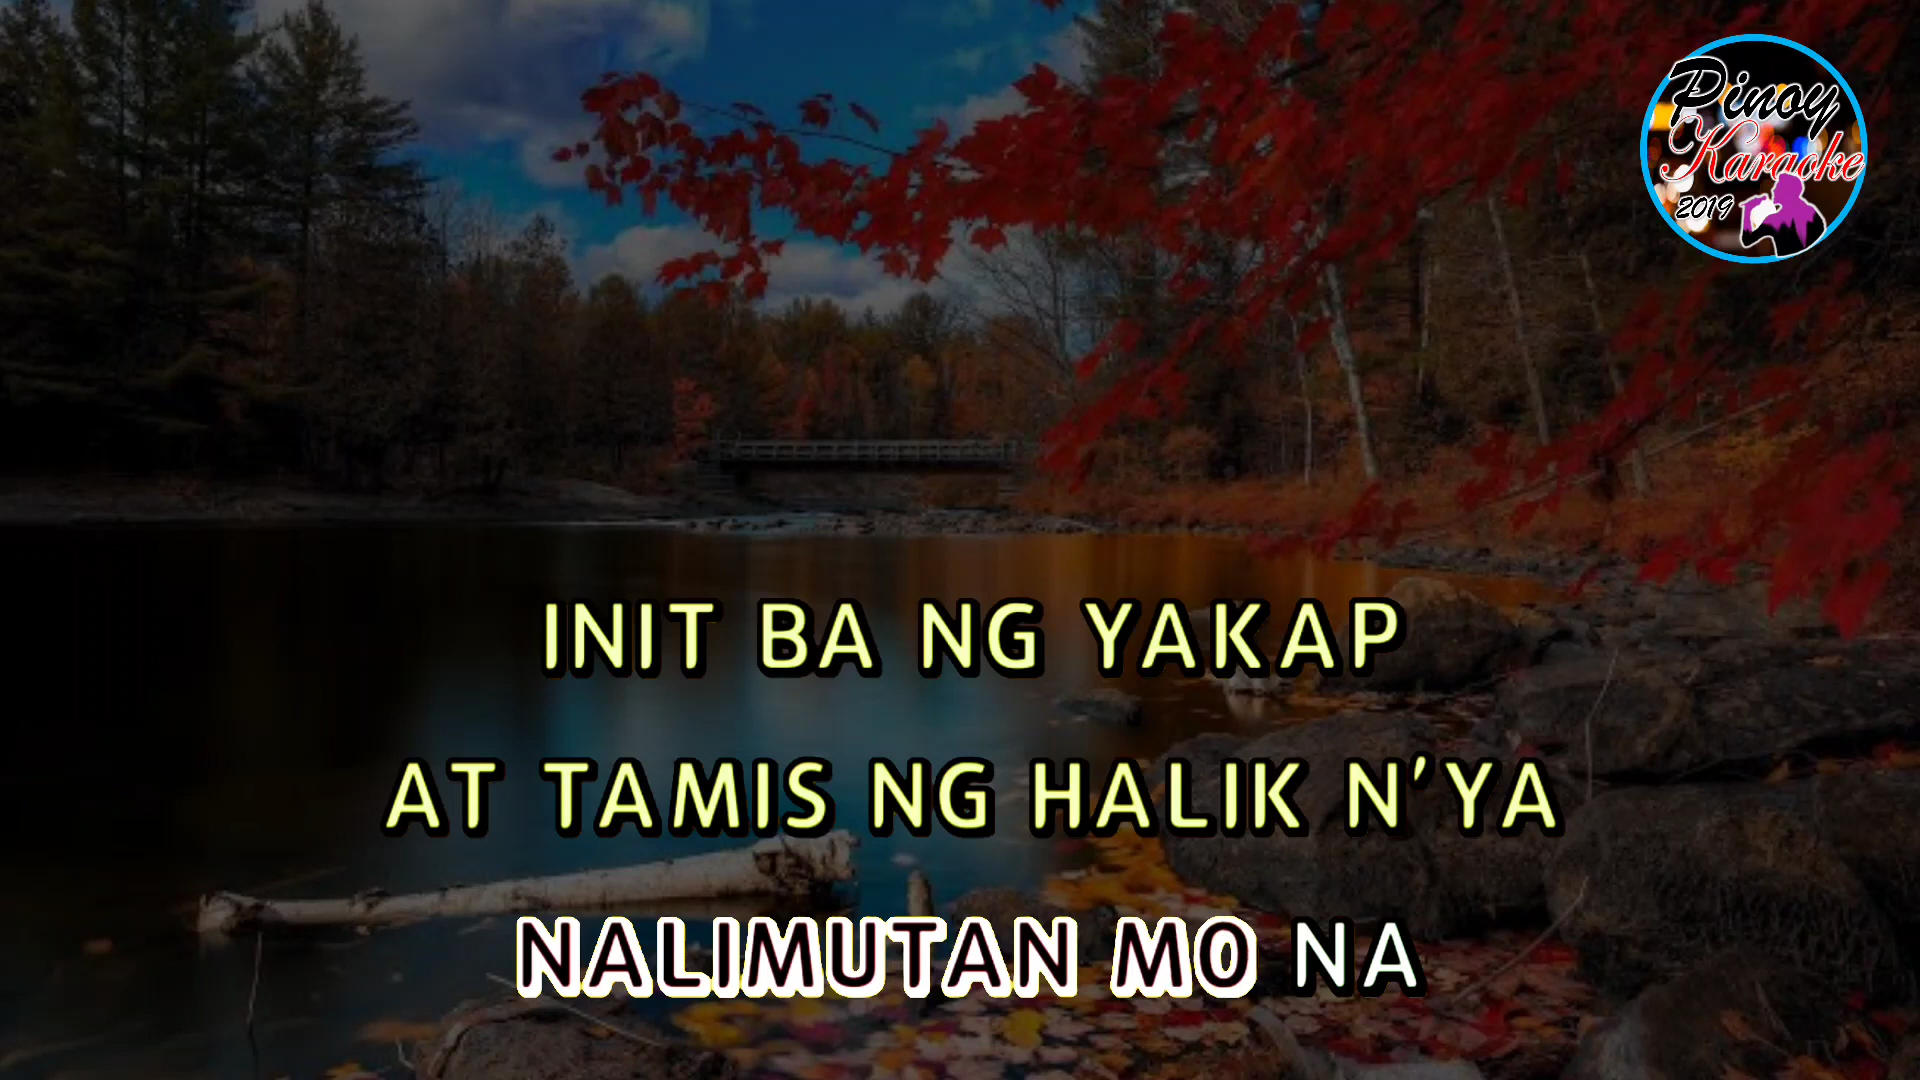 Pinoy
Karaoke
2019
INIT BA NG YAKAP
AT TAMIS NG HALIK N'YA
NALIMUTAN MO NA